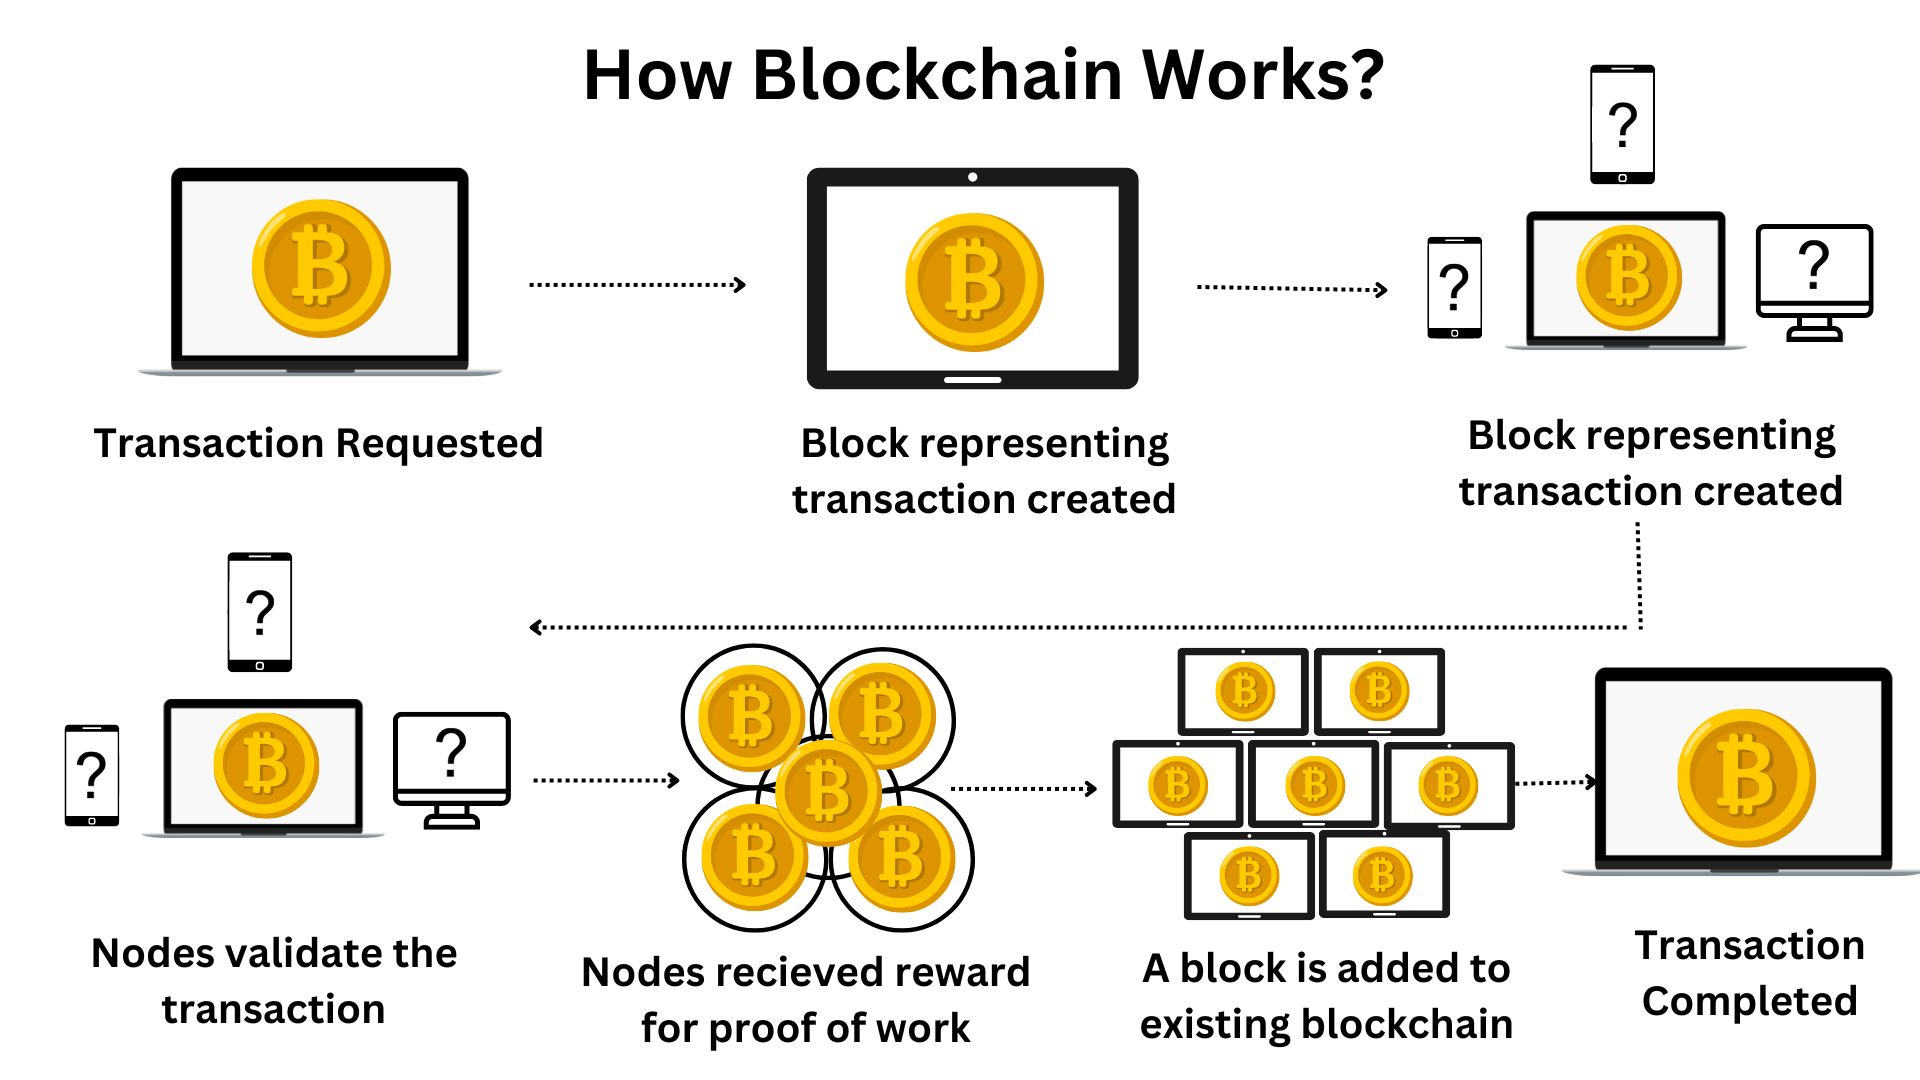 How Blockchain Works?
?
?
?
Transaction Requested
Block representing
transaction created
Block representing
transaction created
?
?
?
Nodes validate the
transaction
Nodes recieved reward
for proof of work
A block is added to
existing blockchain
Transaction
Completed